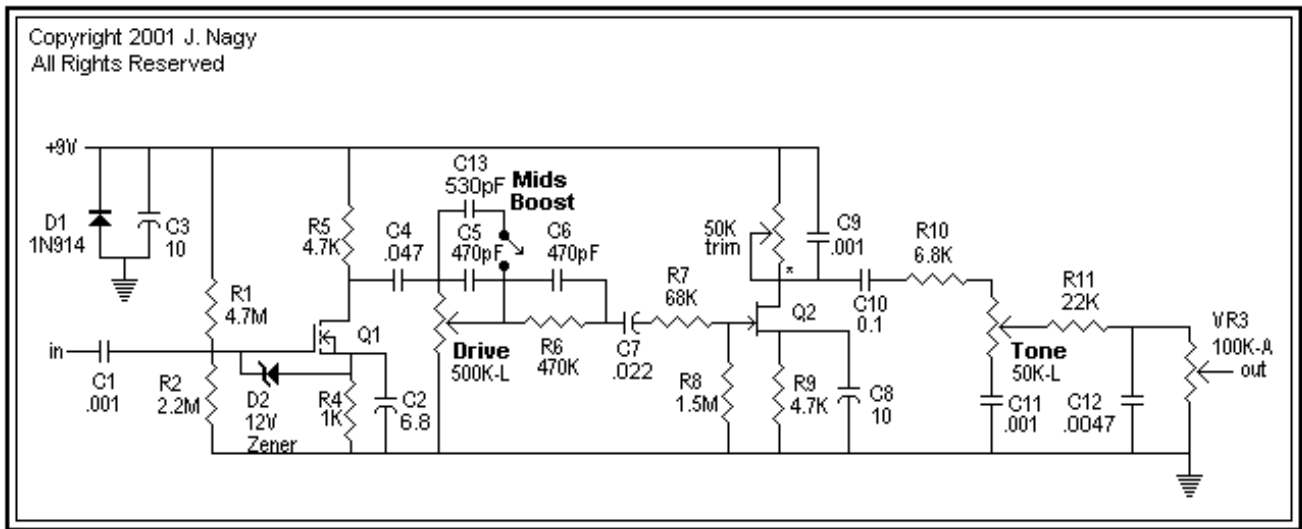 Copyright 2001 J. Nagy
All Rights Reserved
+9V
D1
1N914
C3
10
R1
4.7M
R5
4.7K
C4
.047
C13
530pF
Mids
Boost
C5
470pF
C6
470pF
50K
trim
*
C9
.001
R10
6.8K
R7
68K
R11
22K
in
C1
.001
R2
2.2M
D2
12V
Zener
Q1
R4
1K
C2
6.8
Drive
500K-L
R6
470K
C7
.022
R8
1.5M
Q2
R9
4.7K
C8
10
C10
0.1
Tone
50K-L
C11
.001
C12
.0047
VR3
100K-A
out